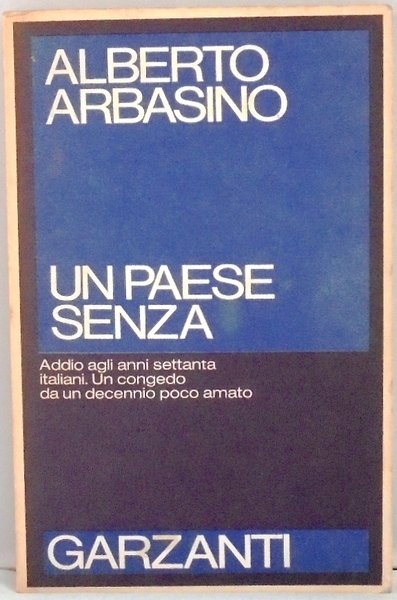 ALBERTO
ARBASINO
UN PAESE
SENZA
Addio agli anni settanta
italiani. Un congedo
da un decennio poco amato
GARZANTI